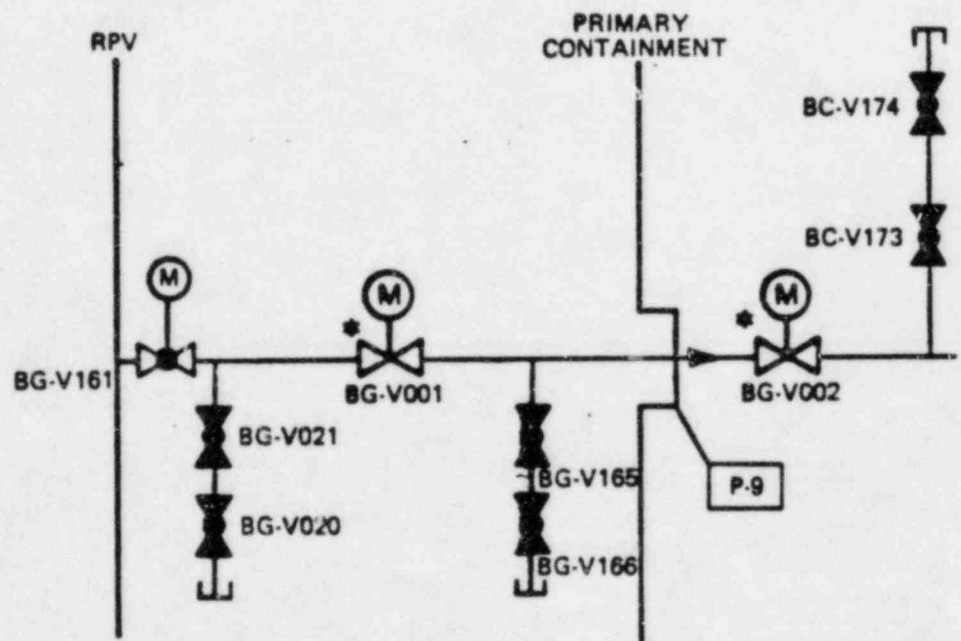 RPV
PRIMARY
CONTAINMENT
BC-V174
BC-V173
M
M
M
*
*
BG-V161
BG-V001
BG-V002
BG-V021
BG-V165
P-9
BG-V020
BG-V166